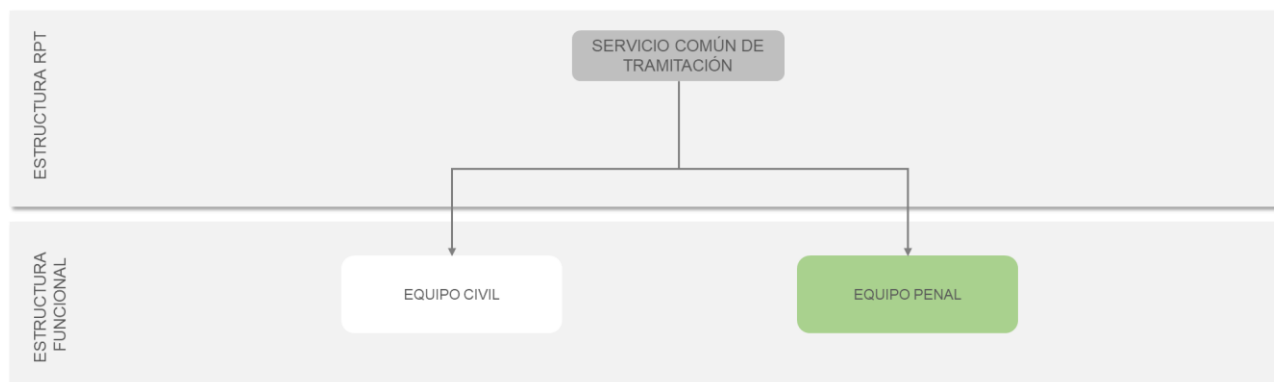 ESTRUCTURA RPT
SERVICIO COMÚN DE
TRAMITACIÓN
ESTRUCTURA
FUNCIONAL
EQUIPO CIVIL
EQUIPO PENAL